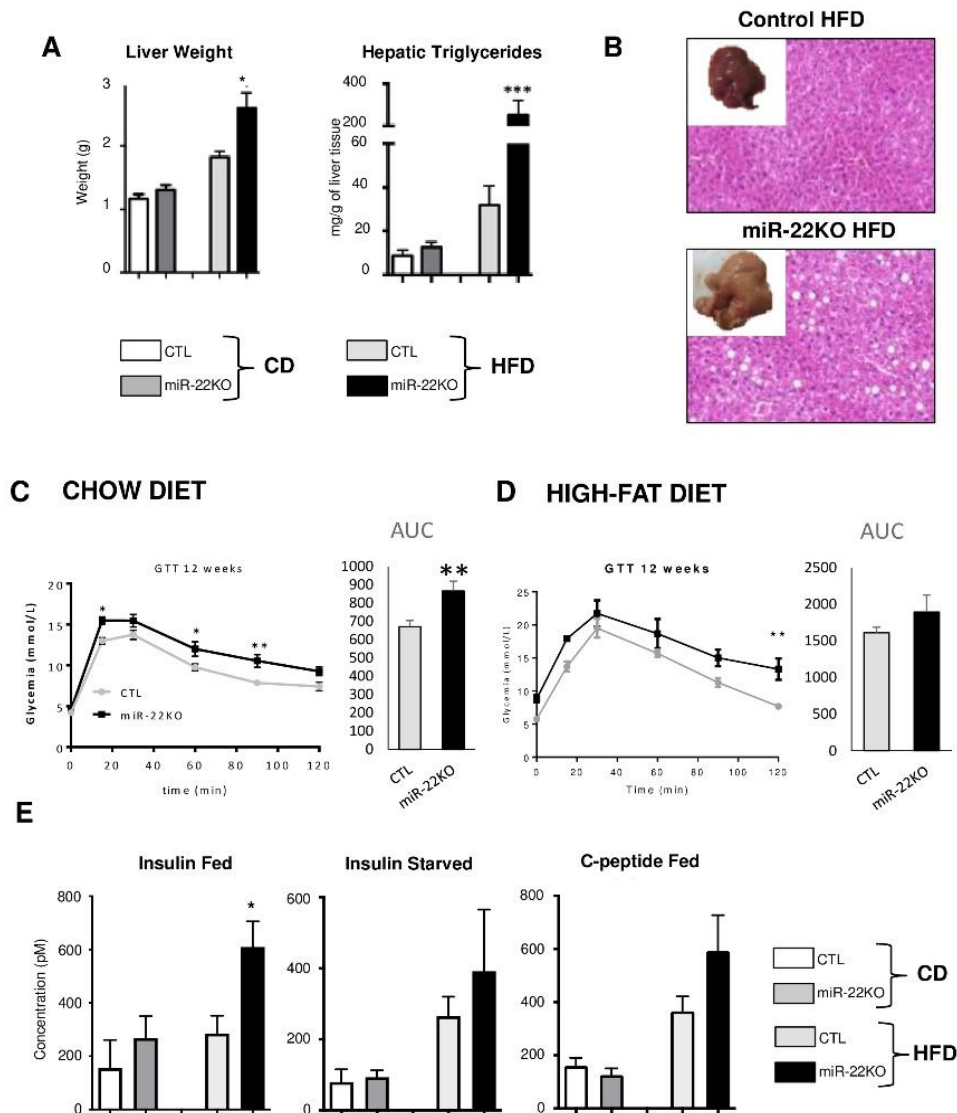 A
Liver Weight
Weight (g)
3
2
1
0
*
Hepatic Triglycerides
mg/g of liver tissue
400
200
60
40
20
0
***
CTL
miR-22KO
CD
CTL
miR-22KO
HFD
B
Control HFD
miR-22KO HFD
C CHOW DIET
GTT 12 weeks
Glycemia (mmol/L)
20
15
10
5
0
* * **
CTL
miR-22KO
0 20 40 60 80 100 120
time (min)
AUC
1000
900
800
700
600
500
400
300
200
100
0
**
CTL
miR-22KO
D HIGH-FAT DIET
GTT 12 weeks
Glycemia (mmol/L)
25
20
15
10
5
0
**
0 20 40 60 80 100 120
Time (min)
AUC
2500
2000
1500
1000
500
0
CTL
miR-22KO
E
Insulin Fed
Concentration (pM)
800
600
400
200
0
*
Insulin Starved
600
400
200
0
C-peptide Fed
800
600
400
200
0
CTL
miR-22KO
CD
CTL
miR-22KO
HFD